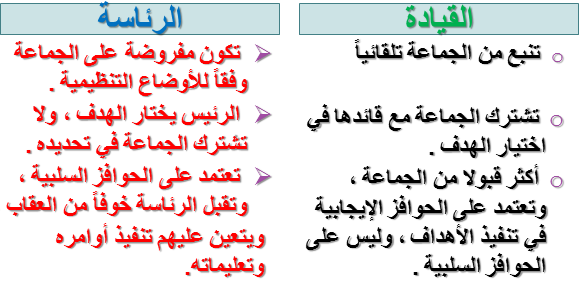 القيادة
تنبع من الجماعة تلقائياً
تشترك الجماعة مع قائدها في
اختيار الهدف .
أكثر قبولا من الجماعة ،
وتعتمد على الحوافز الإيجابية
في تنفيذ الأهداف ، وليس على
الحوافز السلبية .
الرئاسة
تكون مفروضة على الجماعة
وفقاً للأوضاع التنظيمية .
الرئيس يختار الهدف ، ولا
تشترك الجماعة في تحديده .
تعتمد على الحوافز السلبية ،
وتقبل الرئاسة خوفاً من العقاب
ويتعين عليهم تنفيذ أوامره
وتعليماته.